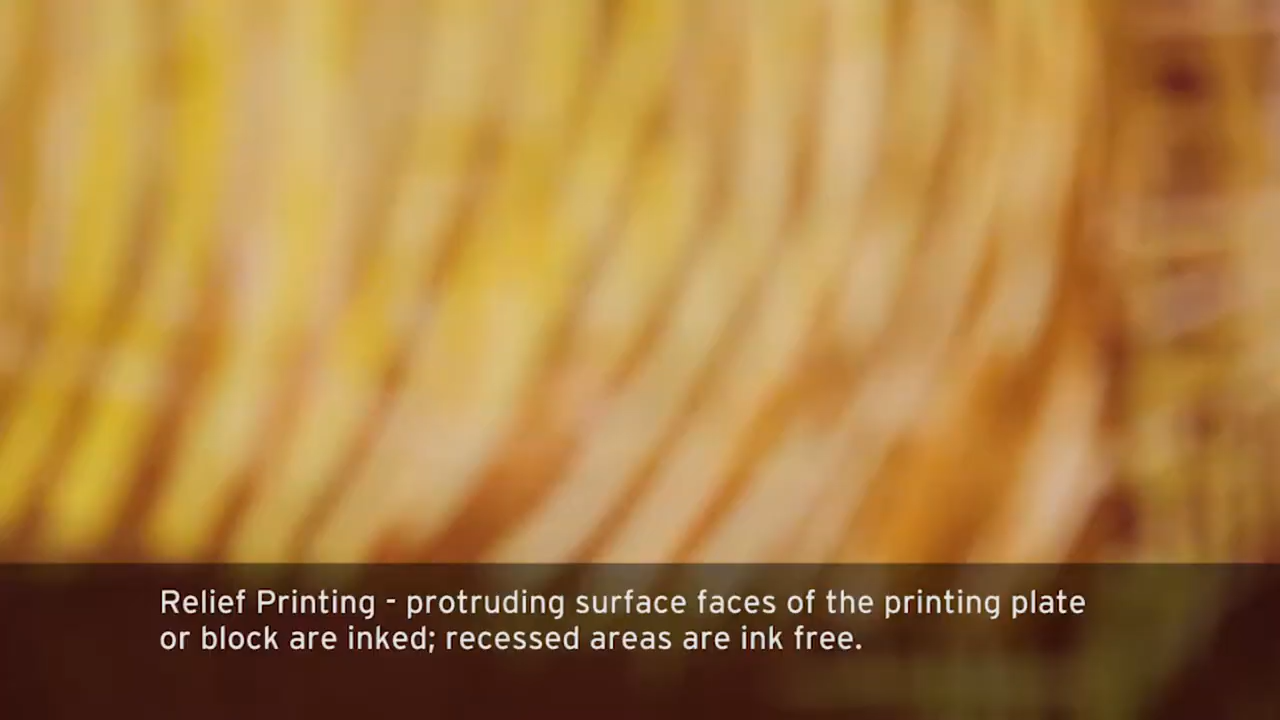 Relief Printing - protruding surface faces of the printing plate
or block are inked; recessed areas are ink free.